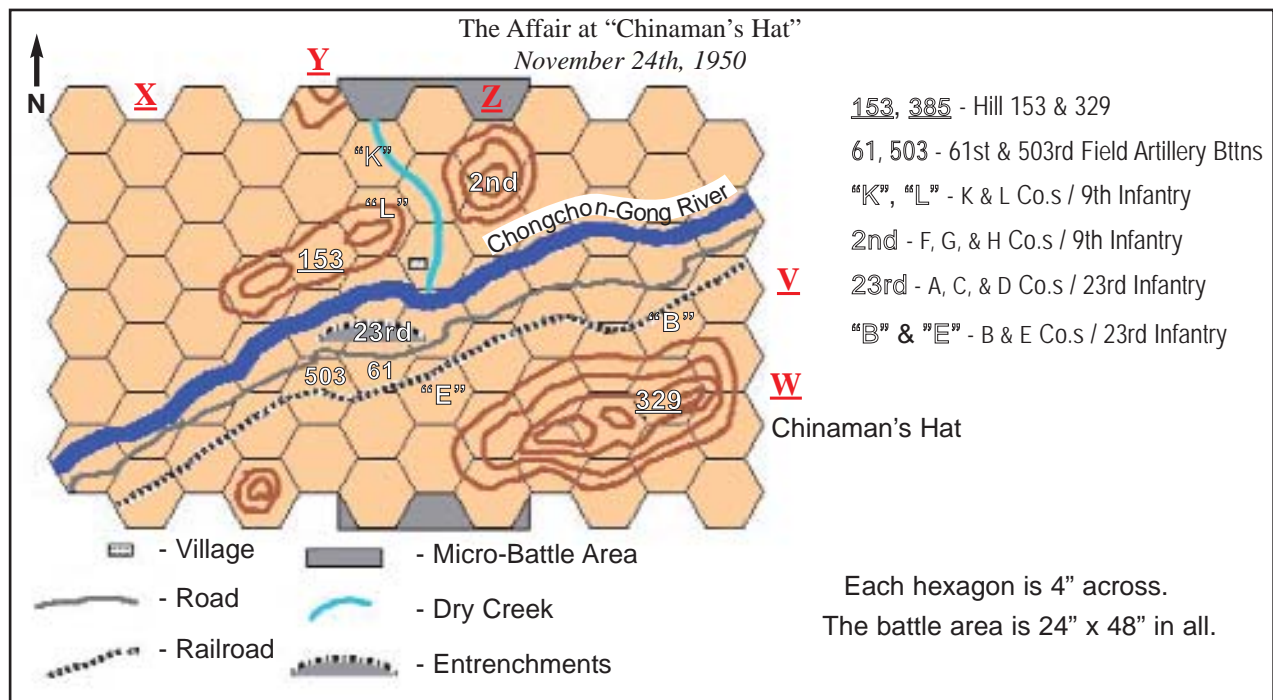 The Affair at “Chinaman’s Hat”
November 24th, 1950
N
X
Y
Z
“K”
2nd
“L”
Chongchon-Gong River
153
V
23rd
“B”
503
61
“E”
329
W
Chinaman’s Hat
153, 385 - Hill 153 & 329
61, 503 - 61st & 503rd Field Artillery Bttns
“K”, “L” - K & L Co.s / 9th Infantry
2nd - F, G, & H Co.s / 9th Infantry
23rd - A, C, & D Co.s / 23rd Infantry
“B” & ”E” - B & E Co.s / 23rd Infantry
- Village
- Road
- Railroad
- Micro-Battle Area
- Dry Creek
- Entrenchments
Each hexagon is 4” across.
The battle area is 24” x 48” in all.